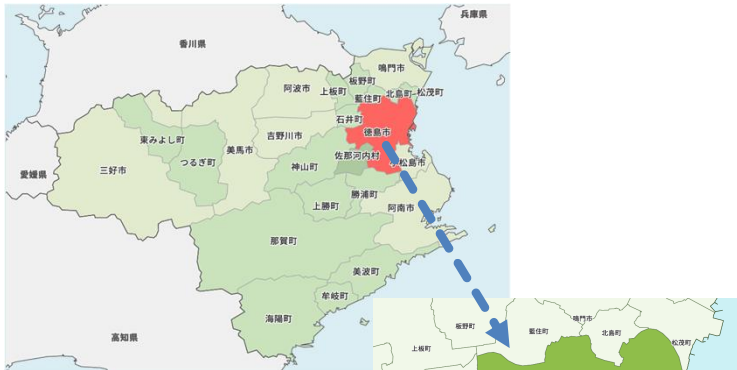 兵庫県
香川県
鳴門市
板野町
阿波市
上板町
北島町
松茂町
藍住町
石井町
徳島市
吉野川市
東みよし町
美馬市
佐那河内村
小松島市
つるぎ町
神山町
三好市
愛媛県
勝浦町
上勝町
阿南市
那賀町
美波町
牟岐町
海陽町
高知県
鳴門市
板野町
藍住町
北島町
松茂町
上板町